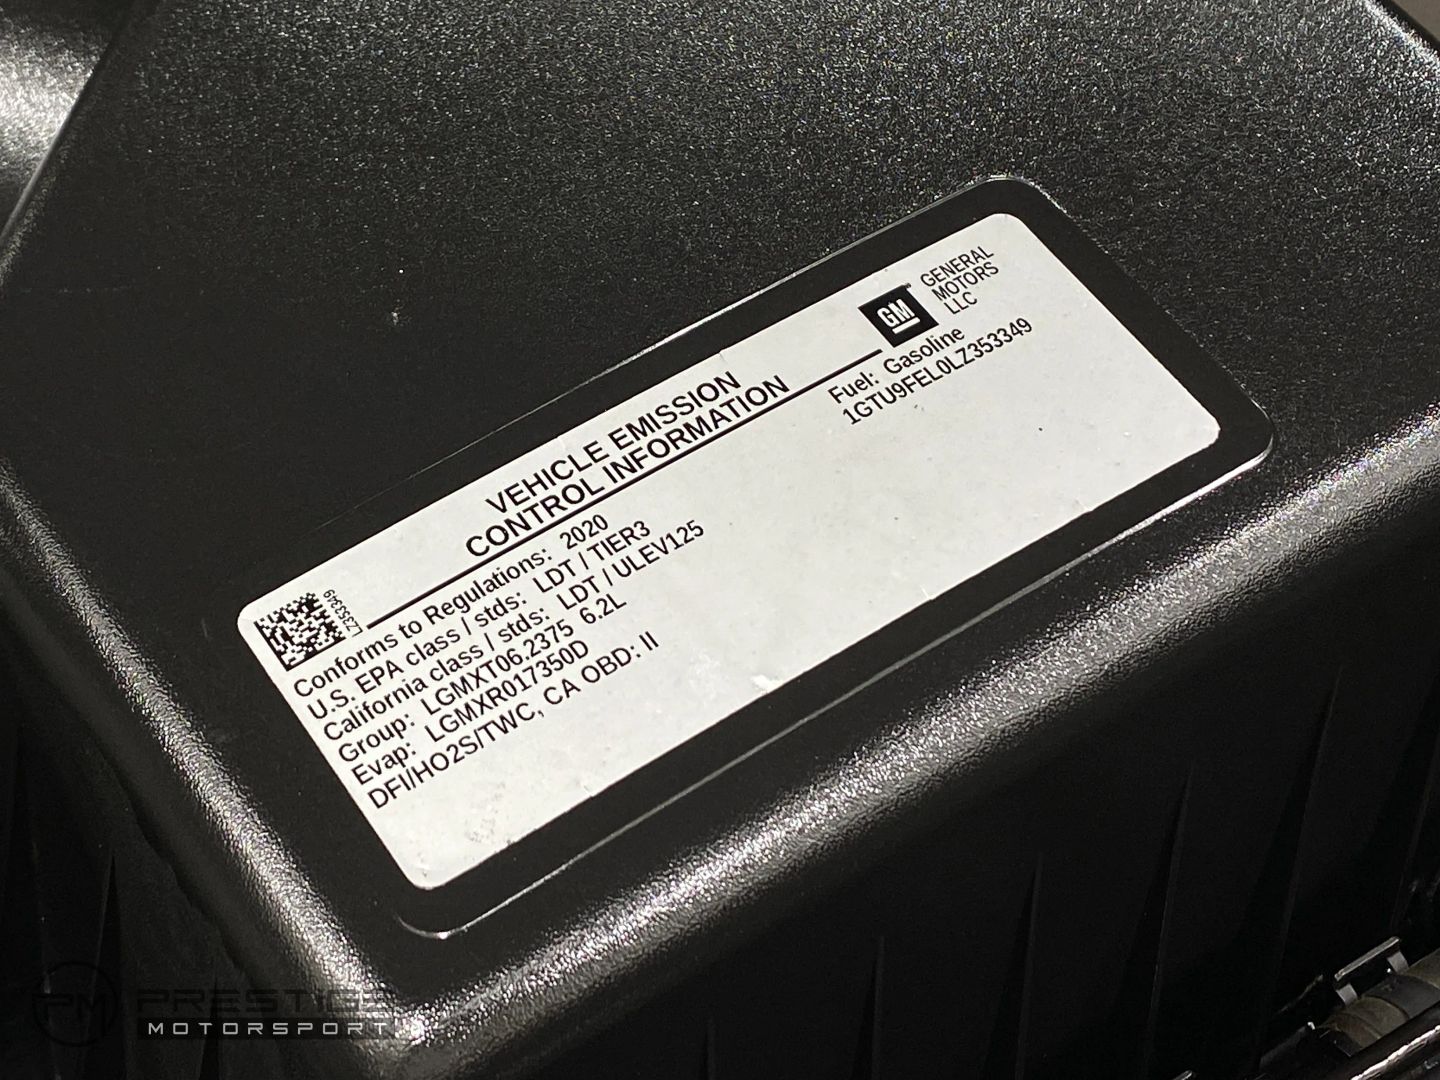 VEHICLE EMISSION
CONTROL INFORMATION
GM
GENERAL
MOTORS
LLC
Fuel: Gasoline
1GTU9FEL0LZ353349
LZ353349
Conforms to Regulations: 2020
U.S. EPA class / stds: LDT / TIER3
California class / stds: LDT / ULEV125
Group: LGMXT06.2375 6.2L
Evap: LGMXR017350D
DFI/HO2S/TWC, CA OBD: II
PM PRESTIGE
MOTORSPORT